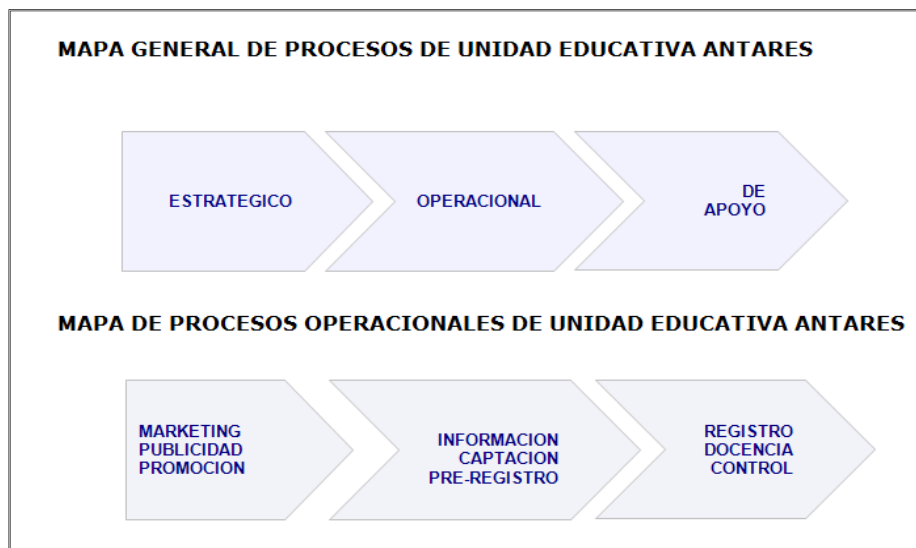 MAPA GENERAL DE PROCESOS DE UNIDAD EDUCATIVA ANTARES
ESTRATEGICO
OPERACIONAL
DE
APOYO
MAPA DE PROCESOS OPERACIONALES DE UNIDAD EDUCATIVA ANTARES
MARKETING
PUBLICIDAD
PROMOCION
INFORMACION
CAPTACION
PRE-REGISTRO
REGISTRO
DOCENCIA
CONTROL